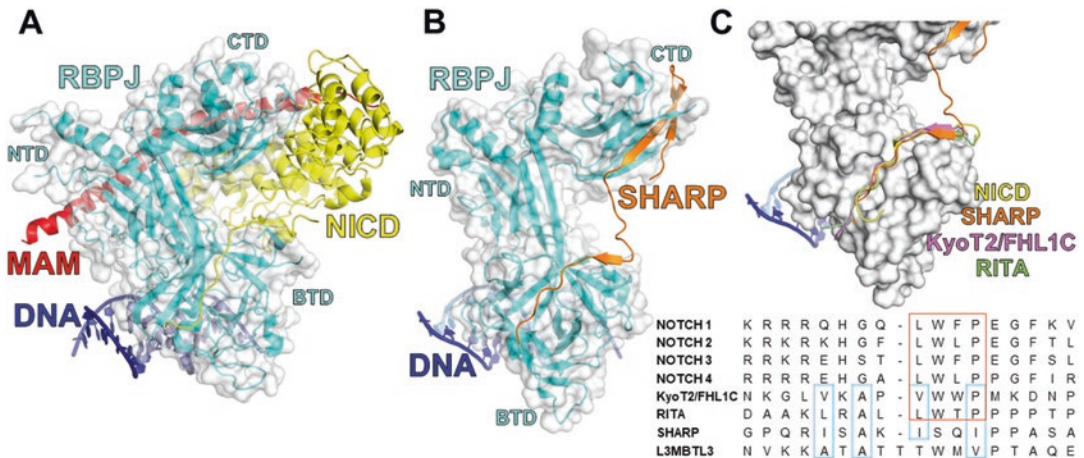 A
RBPJ
CTD
NTD
MAM
NICD
DNA
BTD
B
RBPJ
CTD
NTD
SHARP
DNA
BTD
C
NICD
SHARP
KyoT2/FHL1C
RITA
NOTCH1 K R R R Q H G Q - L W F P E G F K V
NOTCH2 K R K R K H G F - L W L P E G F T L
NOTCH3 R R K R E H S T - L W F P E G F S L
NOTCH4 R R R R E H G A - L W L P P G F I R
KyoT2/FHL1C N K G L V K A P - V W W P M K D N P
RITA D A A K L R A L - L W T P P P P T P
SHARP G P Q R I S A K - I S Q I P P A S A
L3MBTL3 N V K K A T A T T T W M V P T A Q E